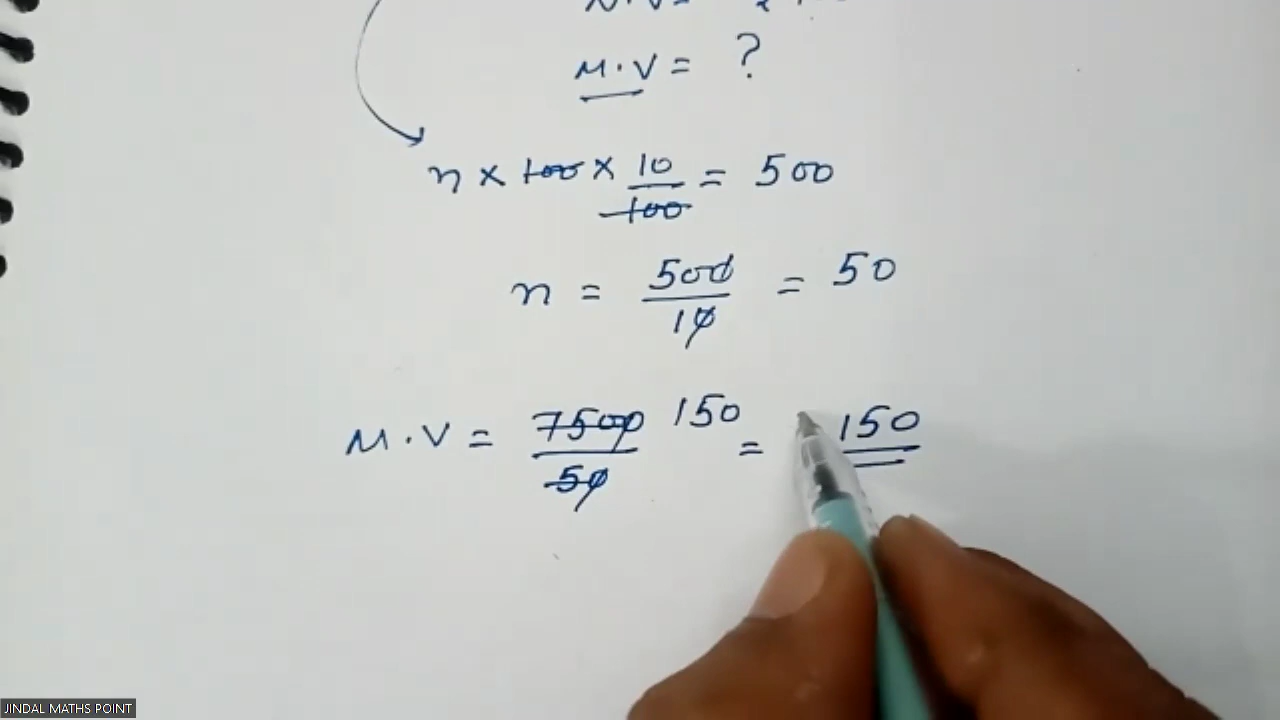 M.V = ?
n × 100 × 10/100 = 500
n = 500/10 = 50
M.V = 7500/50 150 = 150
JINDAL MATHS POINT